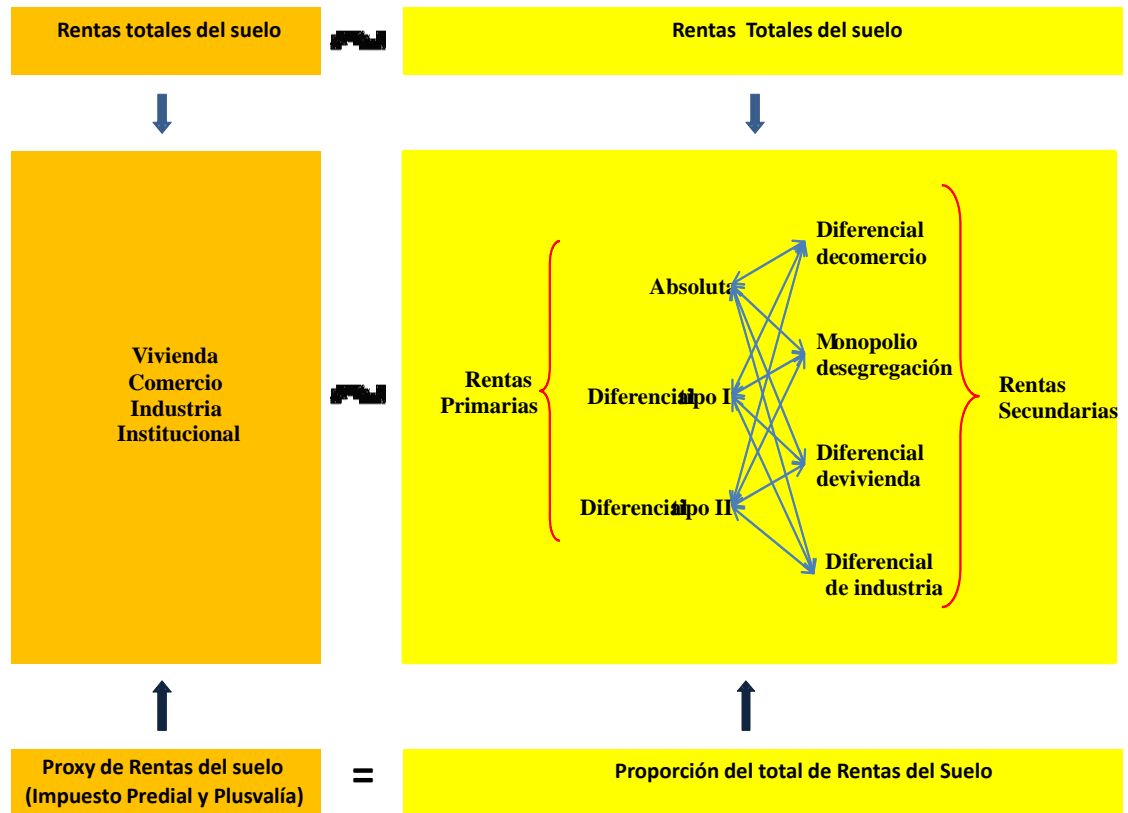 Rentas totales del suelo
Rentas Totales del suelo
Vivienda
Comercio
Industria
Institucional
Rentas
Primarias
Absoluta
Diferencial tipo I
Diferencial tipo II
Diferencial
decomercio
Monopolio
desegregación
Diferencial
devivienda
Diferencial
de industria
Rentas
Secundarias
Proxy de Rentas del suelo
(Impuesto Predial y Plusvalía)
=
Proporción del total de Rentas del Suelo